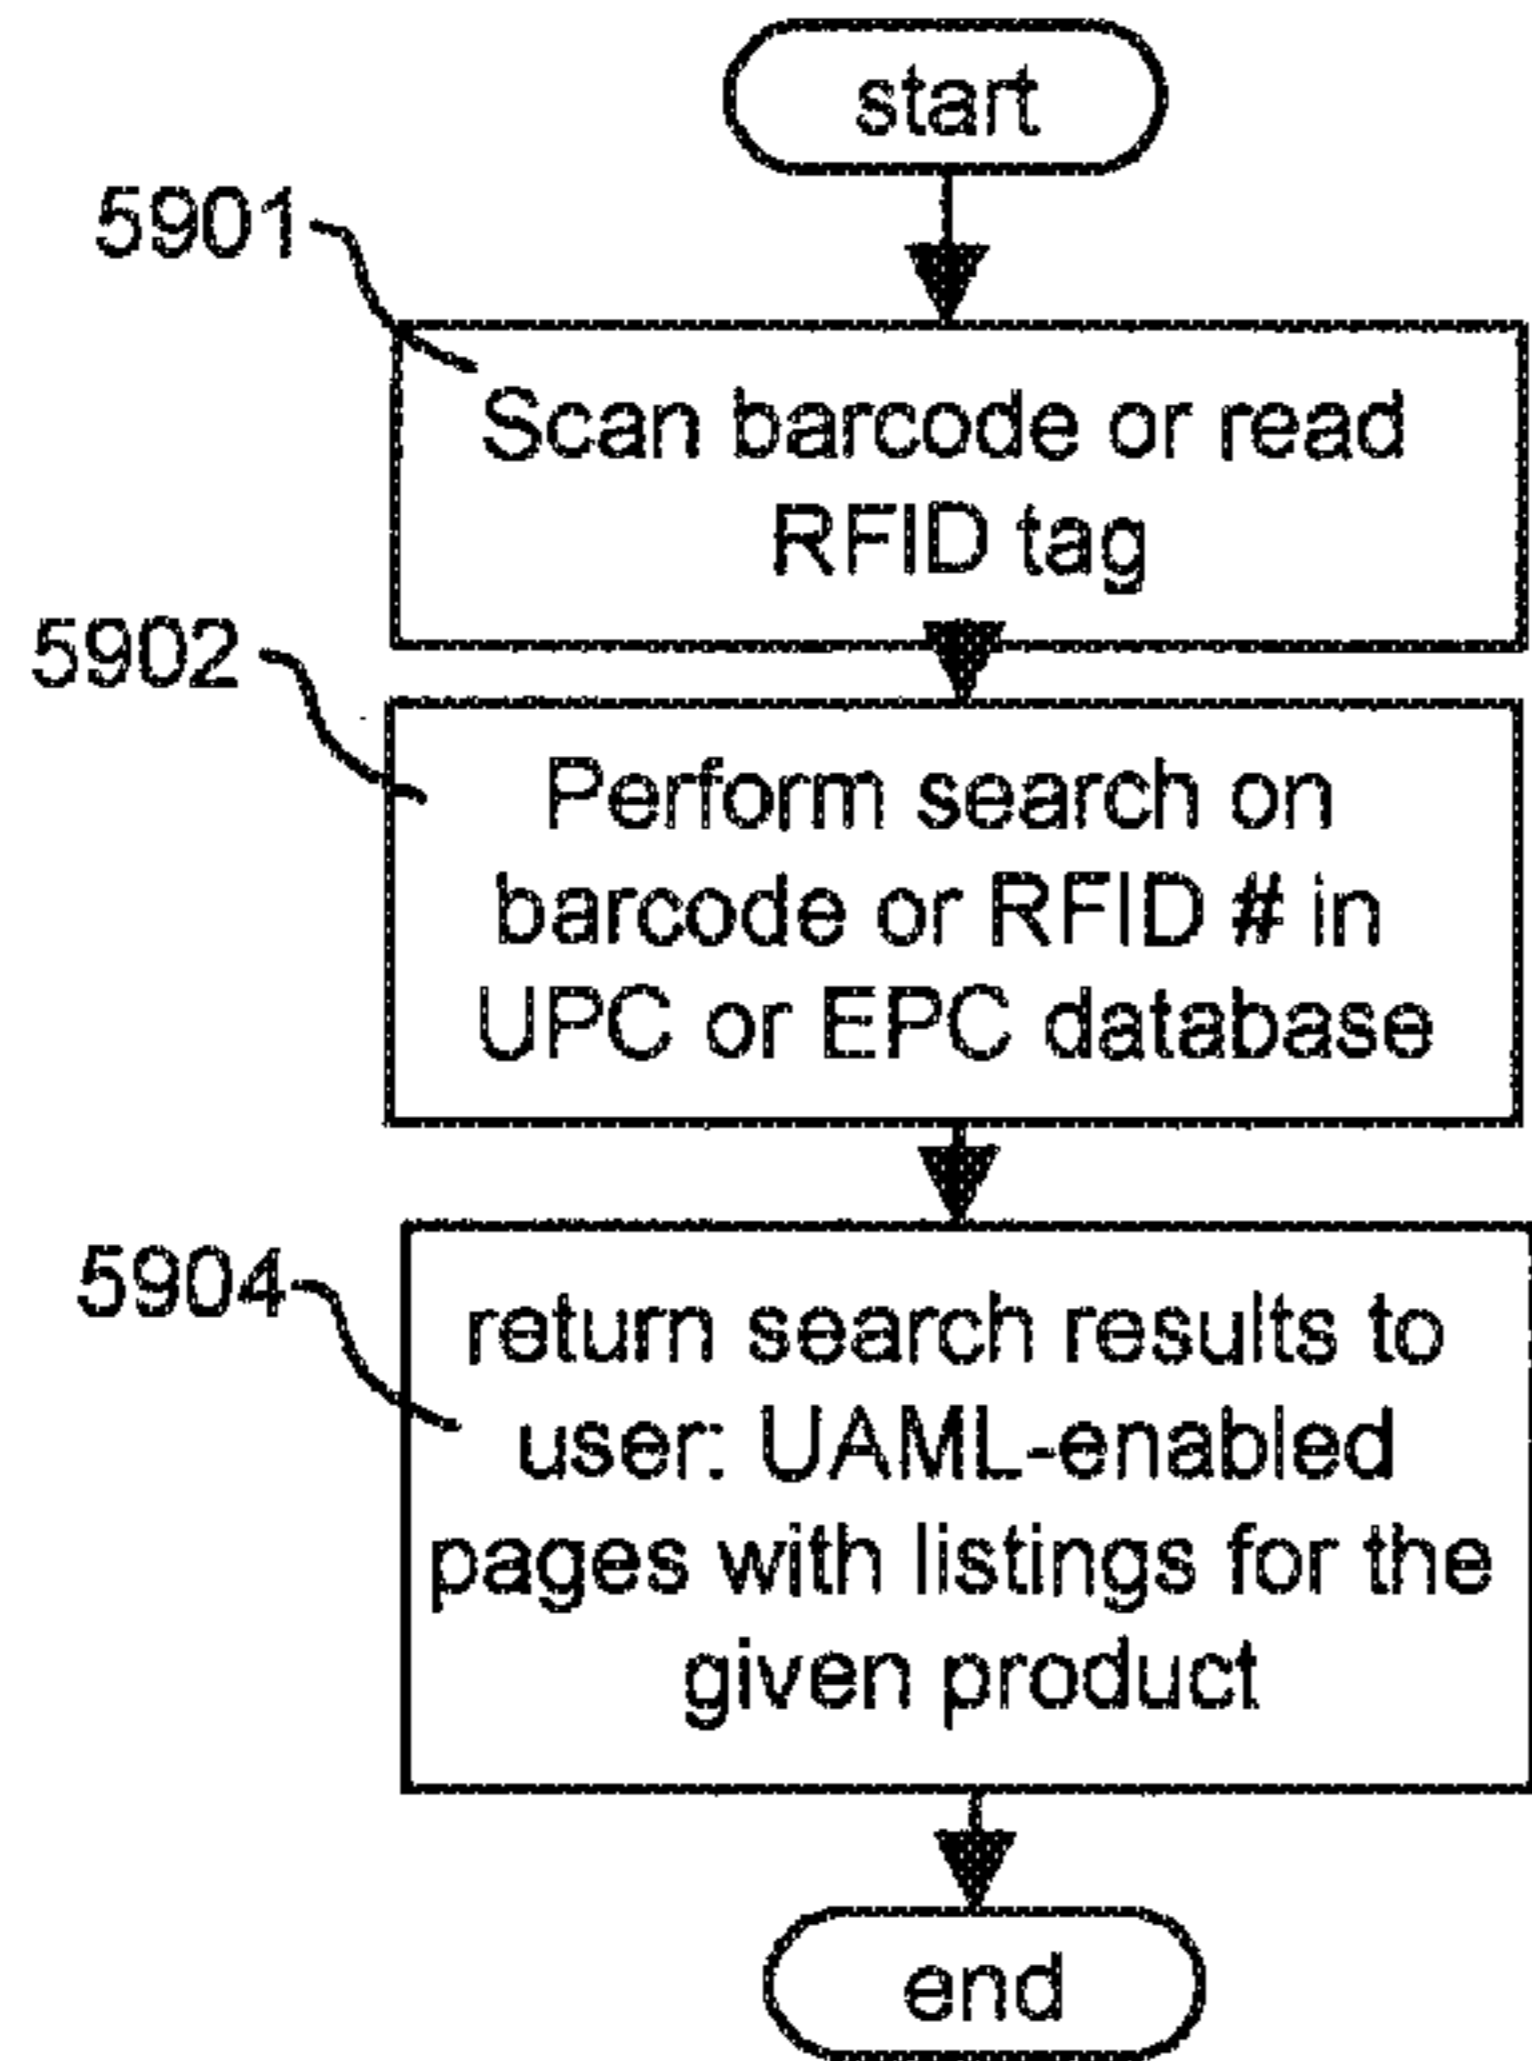 start
5901
Scan barcode or read
RFID tag
5902
Perform search on
barcode or RFID # in
UPC or EPC database
5904
return search results to
user: UAML-enabled
pages with listings for the
given product
end